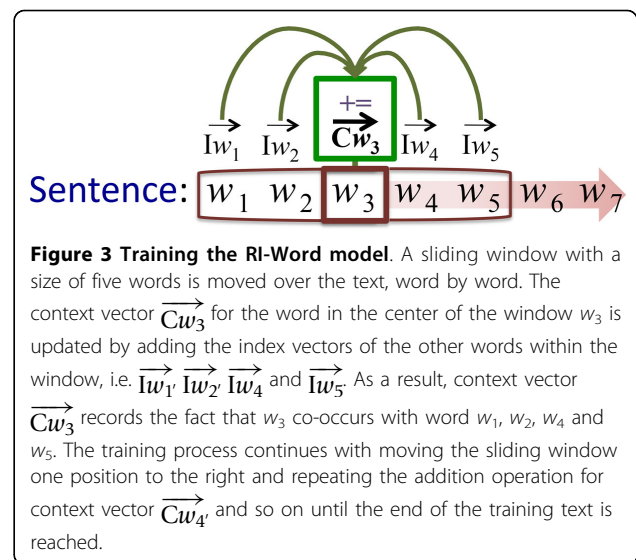 +=
Iw1 Iw2 Cw3 Iw4 Iw5
Sentence: w1 w2 w3 w4 w5 w6 w7
Figure 3 Training the RI-Word model. A sliding window with a
size of five words is moved over the text, word by word. The
context vector Cw3 for the word in the center of the window w3 is
updated by adding the index vectors of the other words within the
window, i.e. Iw1, Iw2, Iw4 and Iw5. As a result, context vector
Cw3 records the fact that w3 co-occurs with word w1, w2, w4 and
w5. The training process continues with moving the sliding window
one position to the right and repeating the addition operation for
context vector Cw4, and so on until the end of the training text is
reached.